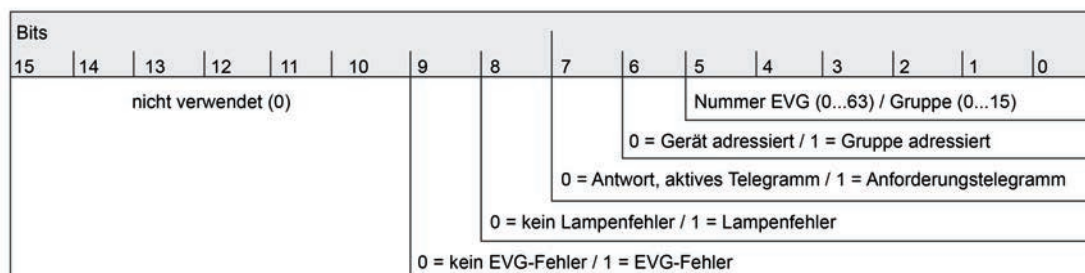 Bits
15 14 13 12 11 10 9 8 7 6 5 4 3 2 1 0
nicht verwendet (0) Nummer EVG (0...63) / Gruppe (0...15)
0 = Gerät adressiert / 1 = Gruppe adressiert
0 = Antwort, aktives Telegramm / 1 = Anforderungstelegramm
0 = kein Lampenfehler / 1 = Lampenfehler
0 = kein EVG-Fehler / 1 = EVG-Fehler